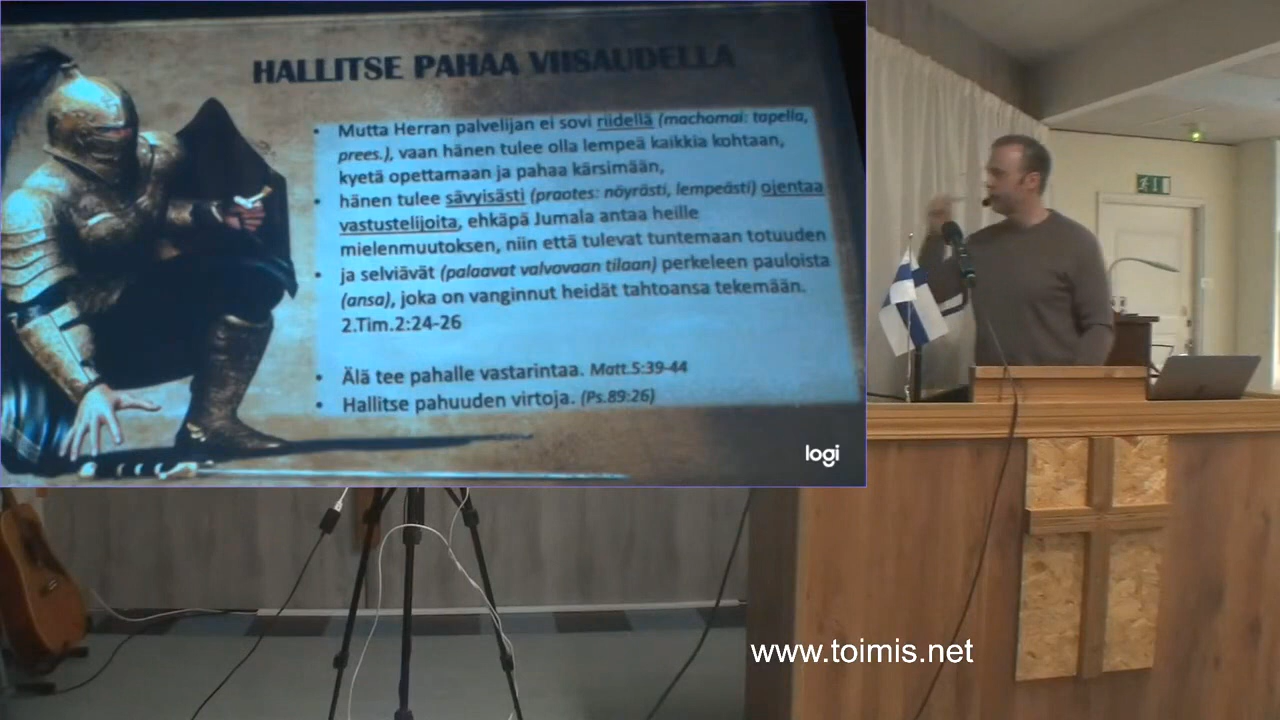 HALLITSE PAHAA VIISAUDELLA
• Mutta Herran palvelijan ei sovi riidellä (machomai: tapella,
prees.), vaan hänen tulee olla lempeä kaikkia kohtaan,
kyetä opettamaan ja pahaa kärsimään,
• hänen tulee sävyisästi (praotes: nöyrästi, lempeästi) ojentaa
vastustelijoita, ehkäpä Jumala antaa heille
mielenmuutoksen, niin että tulevat tuntemaan totuuden
• ja selviävät (palaavat valvovaan tilaan) perkeleen pauloista
(ansa), joka on vanginnut heidät tahtoansa tekemään.
2.Tim.2:24-26
• Älä tee pahalle vastarintaa. Matt.5:39-44
• Hallitse pahuuden virtoja. (Ps.89:26)
logi
www.toimis.net